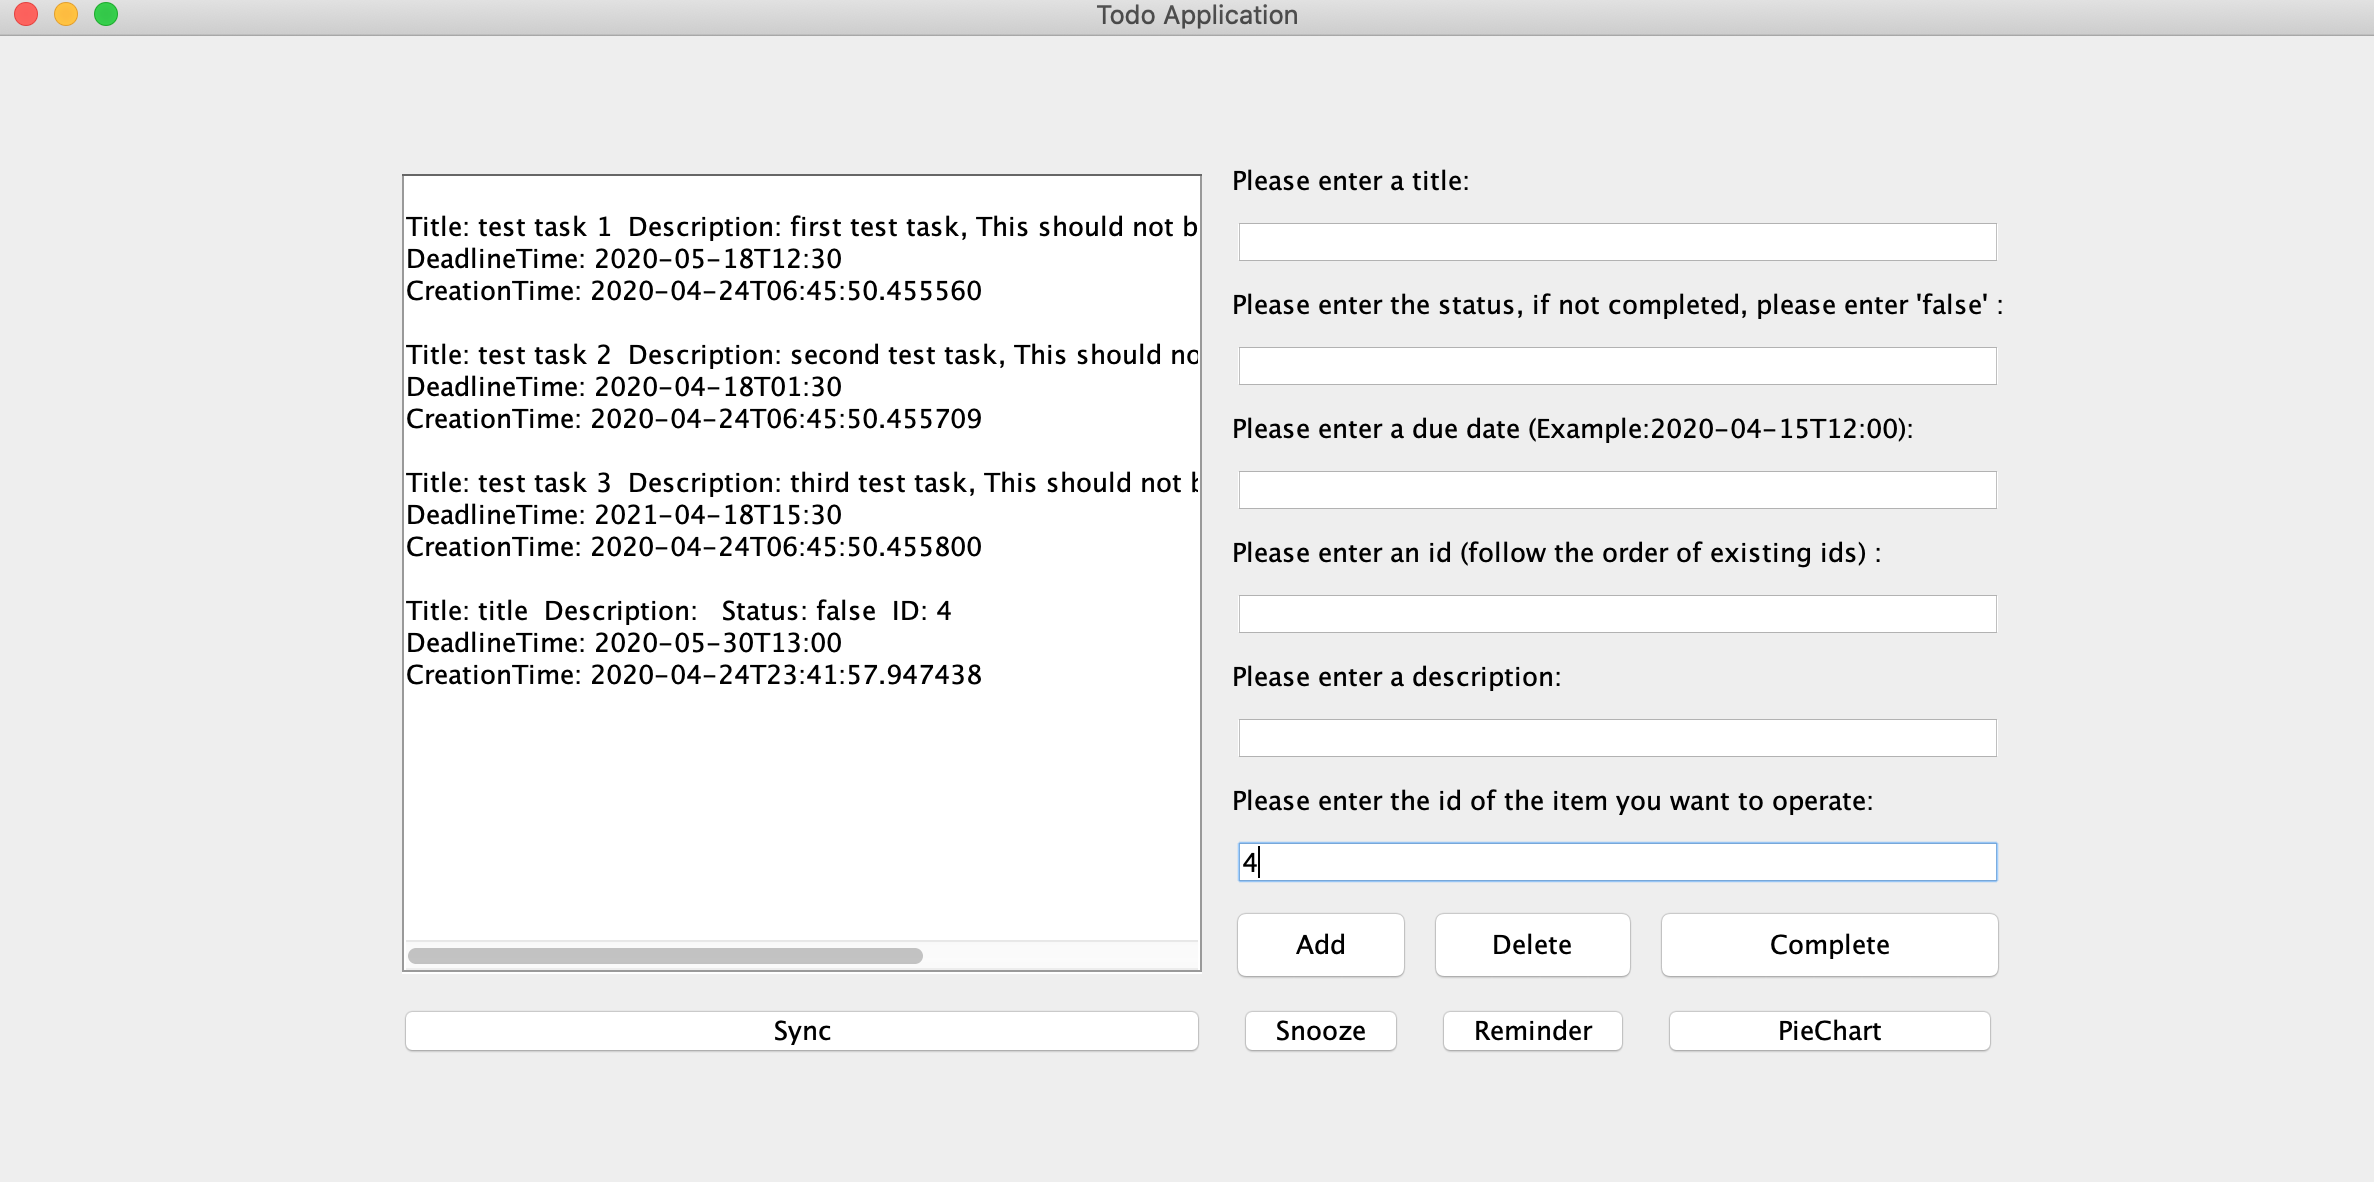 Todo Application
Title: test task 1  Description: first test task, This should not b
DeadlineTime: 2020-05-18T12:30
CreationTime: 2020-04-24T06:45:50.455560
Title: test task 2  Description: second test task, This should no
DeadlineTime: 2020-04-18T01:30
CreationTime: 2020-04-24T06:45:50.455709
Title: test task 3  Description: third test task, This should not b
DeadlineTime: 2021-04-18T15:30
CreationTime: 2020-04-24T06:45:50.455800
Title: title  Description:   Status: false  ID: 4
DeadlineTime: 2020-05-30T13:00
CreationTime: 2020-04-24T23:41:57.947438
Sync
Please enter a title:
Please enter the status, if not completed, please enter 'false' :
Please enter a due date (Example:2020-04-15T12:00):
Please enter an id (follow the order of existing ids) :
Please enter a description:
Please enter the id of the item you want to operate:
4
Add Delete Complete
Snooze Reminder PieChart